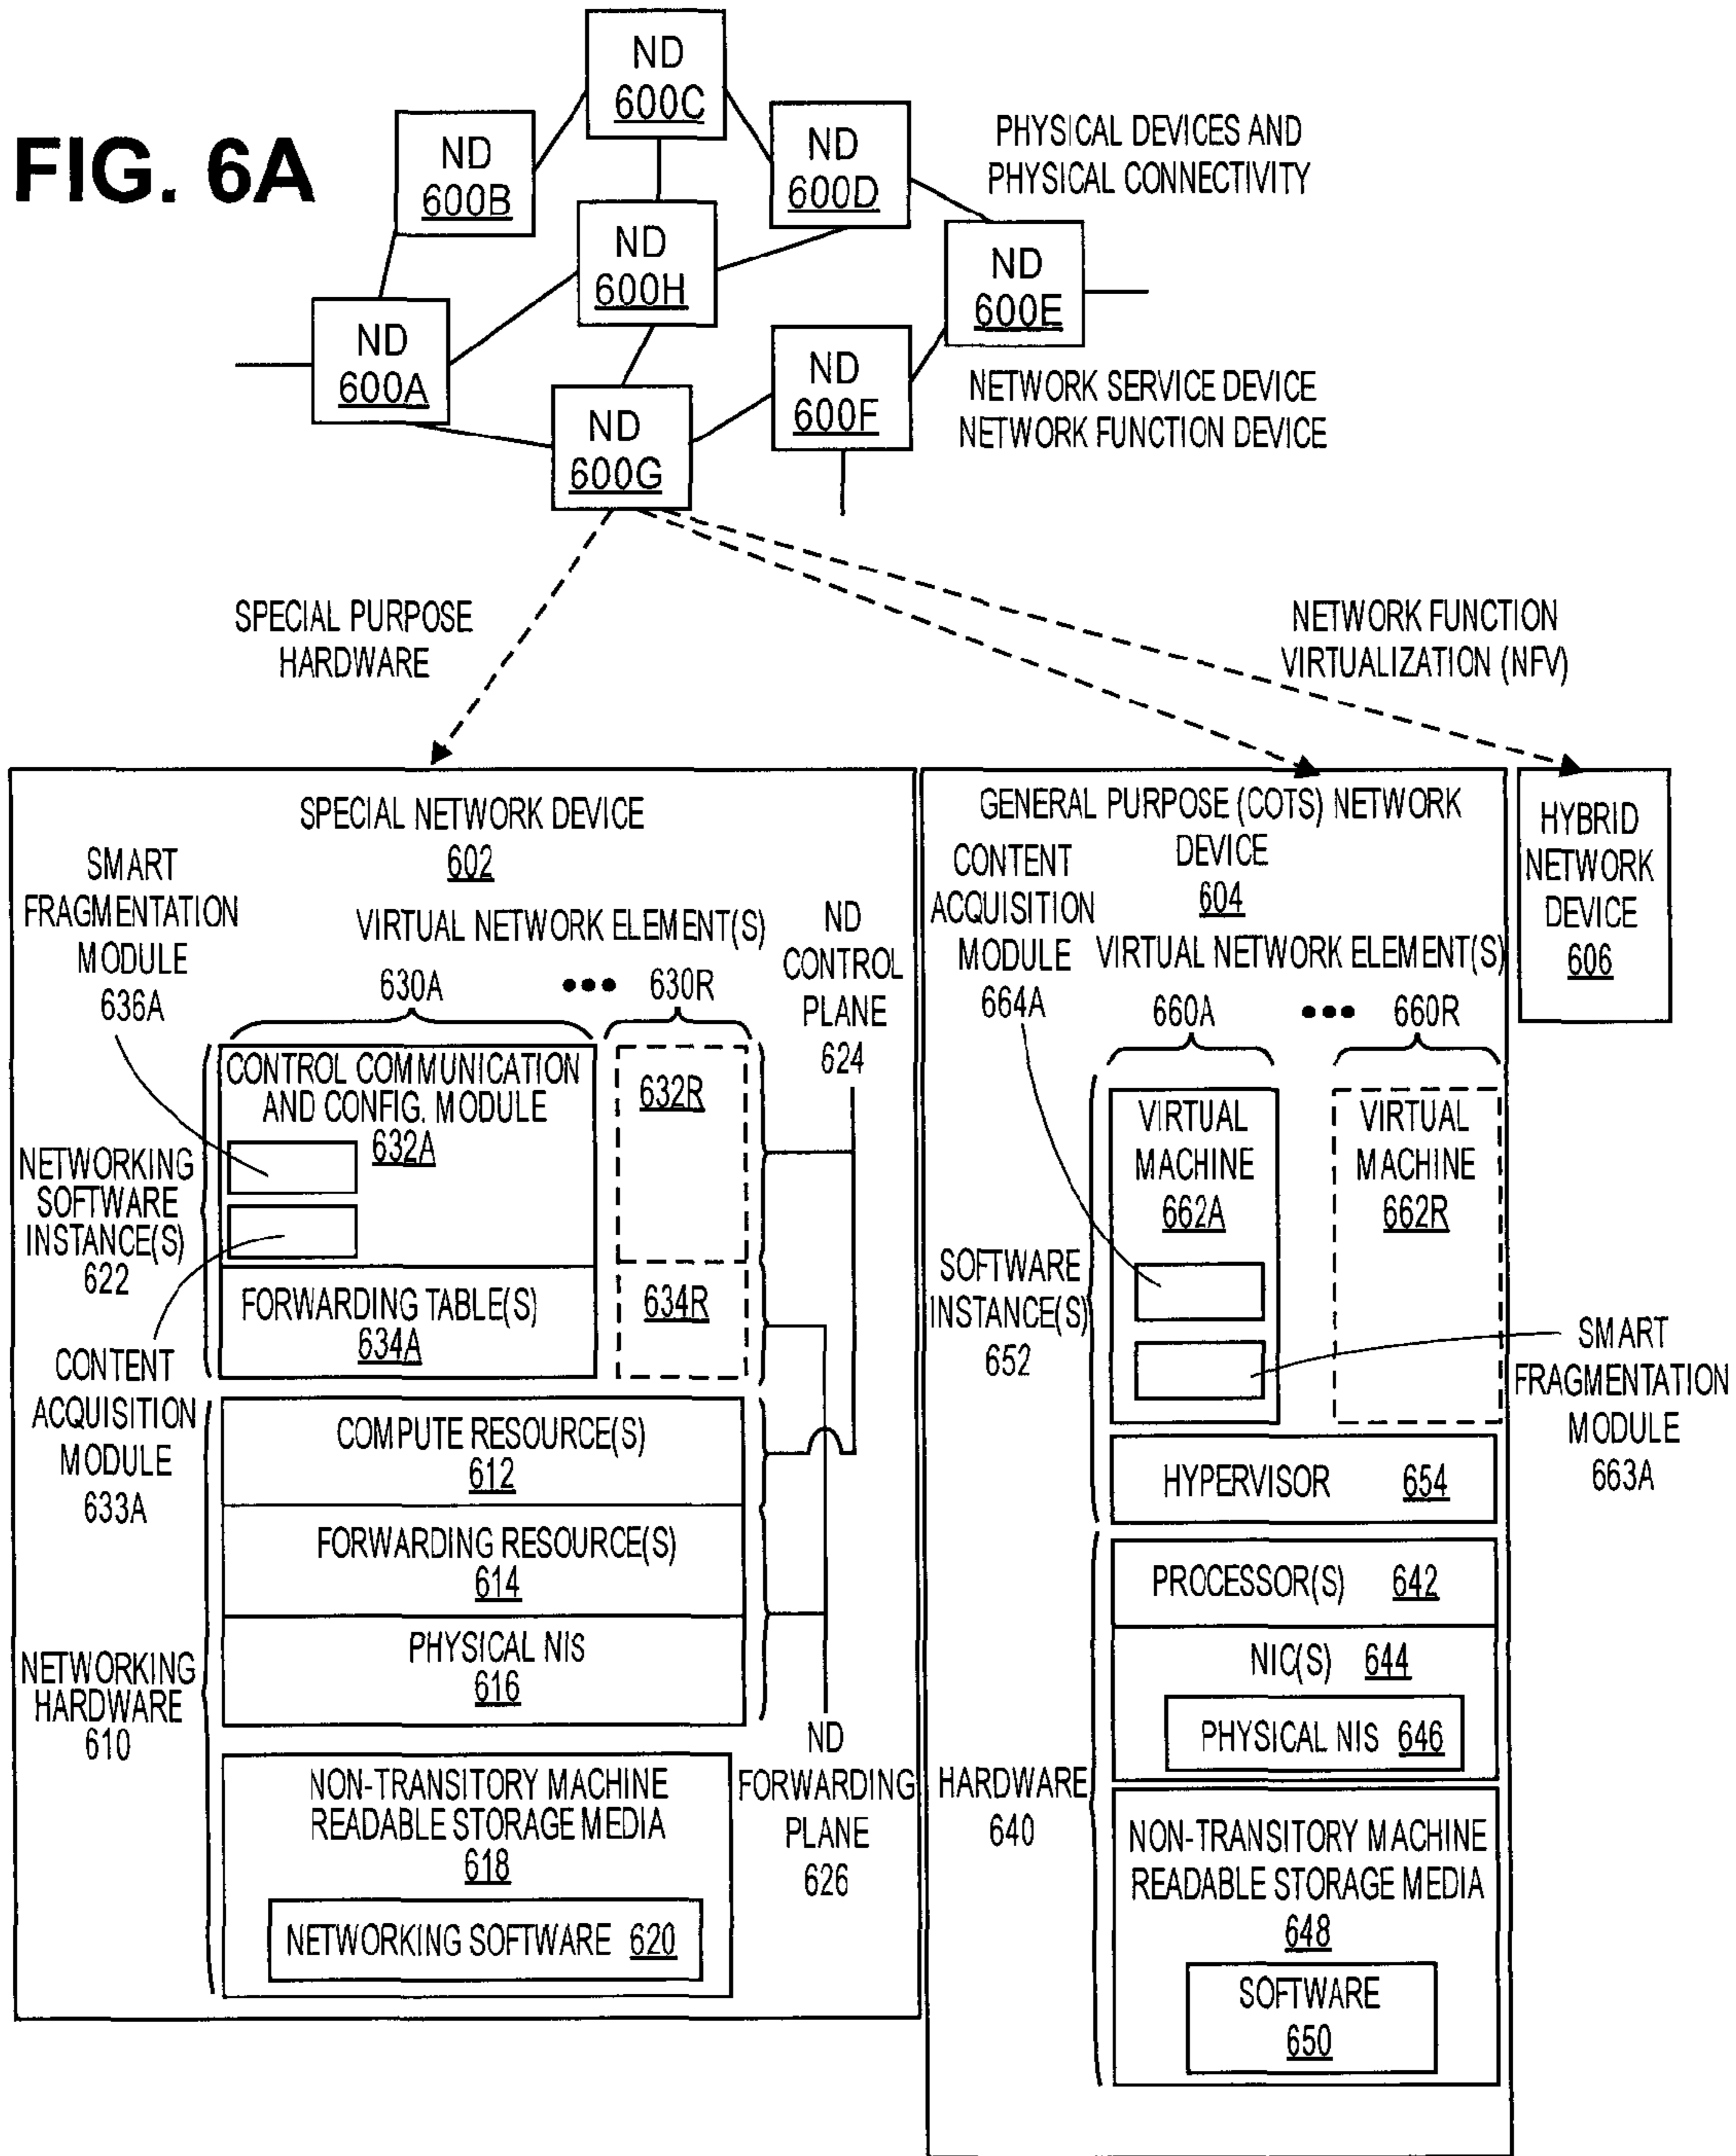 FIG. 6A
ND
600C
ND
600B
ND
600D
PHYSICAL DEVICES AND
PHYSICAL CONNECTIVITY
ND
600H
ND
600E
ND
600A
ND
600F
NETWORK SERVICE DEVICE
NETWORK FUNCTION DEVICE
ND
600G
SPECIAL PURPOSE
HARDWARE
NETWORK FUNCTION
VIRTUALIZATION (NFV)
SPECIAL NETWORK DEVICE
602
SMART
FRAGMENTATION
MODULE
636A
VIRTUAL NETWORK ELEMENT(S)
630A
••• 630R
ND
CONTROL
PLANE
624
CONTROL COMMUNICATION
AND CONFIG. MODULE
632A
632R
NETWORKING
SOFTWARE
INSTANCE(S)
622
FORWARDING TABLE(S)
634A
634R
CONTENT
ACQUISITION
MODULE
633A
COMPUTE RESOURCE(S)
612
FORWARDING RESOURCE(S)
614
PHYSICAL NIS
616
NETWORKING
HARDWARE
610
ND
FORWARDING
PLANE
626
NON-TRANSITORY MACHINE
READABLE STORAGE MEDIA
618
NETWORKING SOFTWARE 620
GENERAL PURPOSE (COTS) NETWORK
DEVICE
604
CONTENT
ACQUISITION
MODULE
664A
VIRTUAL NETWORK ELEMENT(S)
660A
••• 660R
VIRTUAL
MACHINE
662A
VIRTUAL
MACHINE
662R
SOFTWARE
INSTANCE(S)
652
SMART
FRAGMENTATION
MODULE
663A
HYPERVISOR 654
PROCESSOR(S) 642
NIC(S) 644
PHYSICAL NIS 646
HARDWARE
640
NON-TRANSITORY MACHINE
READABLE STORAGE MEDIA
648
SOFTWARE
650
HYBRID
NETWORK
DEVICE
606